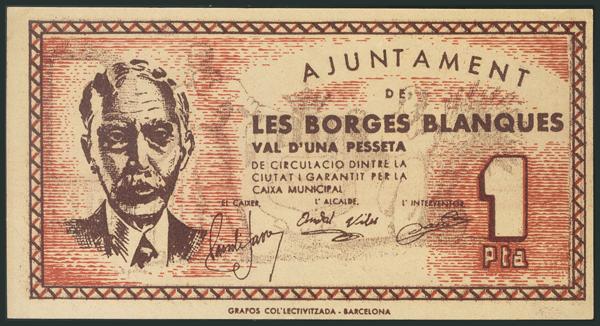 AJUNTAMENT
DE
LES BORGES BLANQUES
VAL D'UNA PESSETA
DE CIRCULACIO DINTRE LA
CIUTAT I GARANTIT PER LA
CAIXA MUNICIPAL
EL CAIXER, L' ALCALDE, L' INTERVENTOR,
1
Pta
GRAFOS COL'LECTIVITZADA - BARCELONA